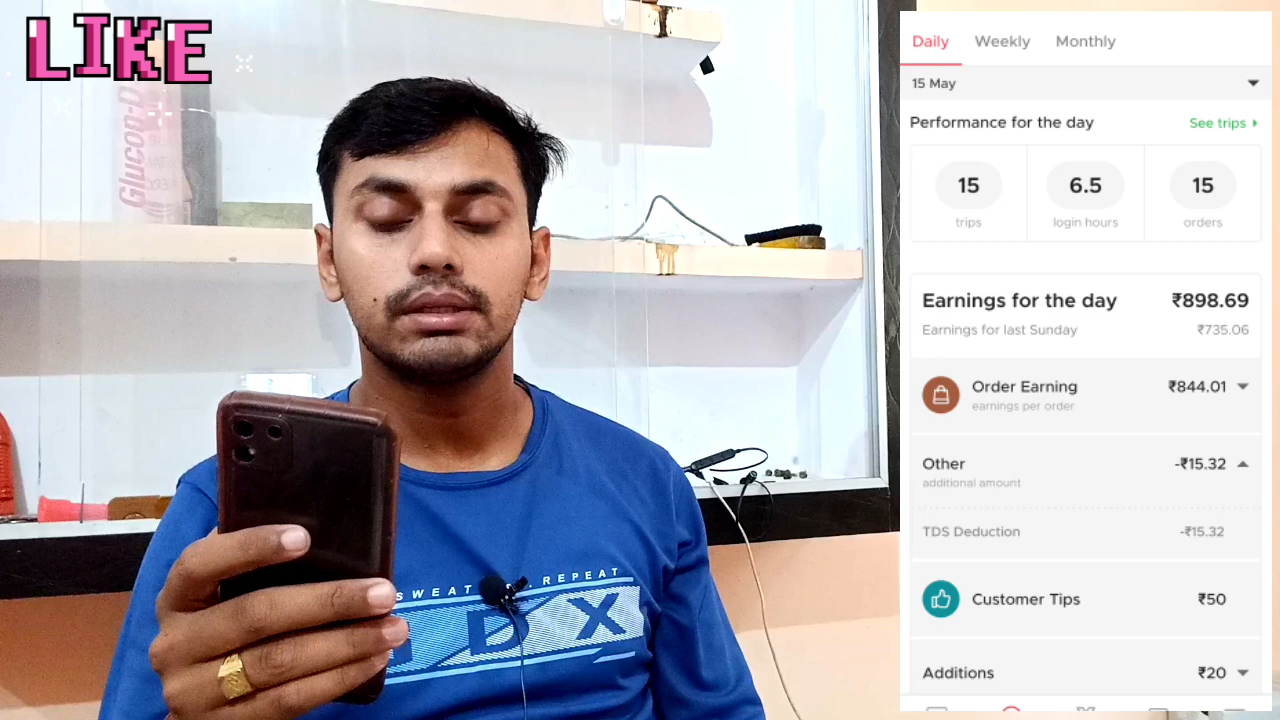 LIKE
Glucon-D
SWEAT
REPEAT
DX
Daily Weekly Monthly
15 May
Performance for the day See trips
15 6.5 15
trips login hours orders
Earnings for the day ₹898.69
Earnings for last Sunday ₹735.06
Order Earning ₹844.01
earnings per order
Other -₹15.32
additional amount
TDS Deduction -₹15.32
Customer Tips ₹50
Additions ₹20